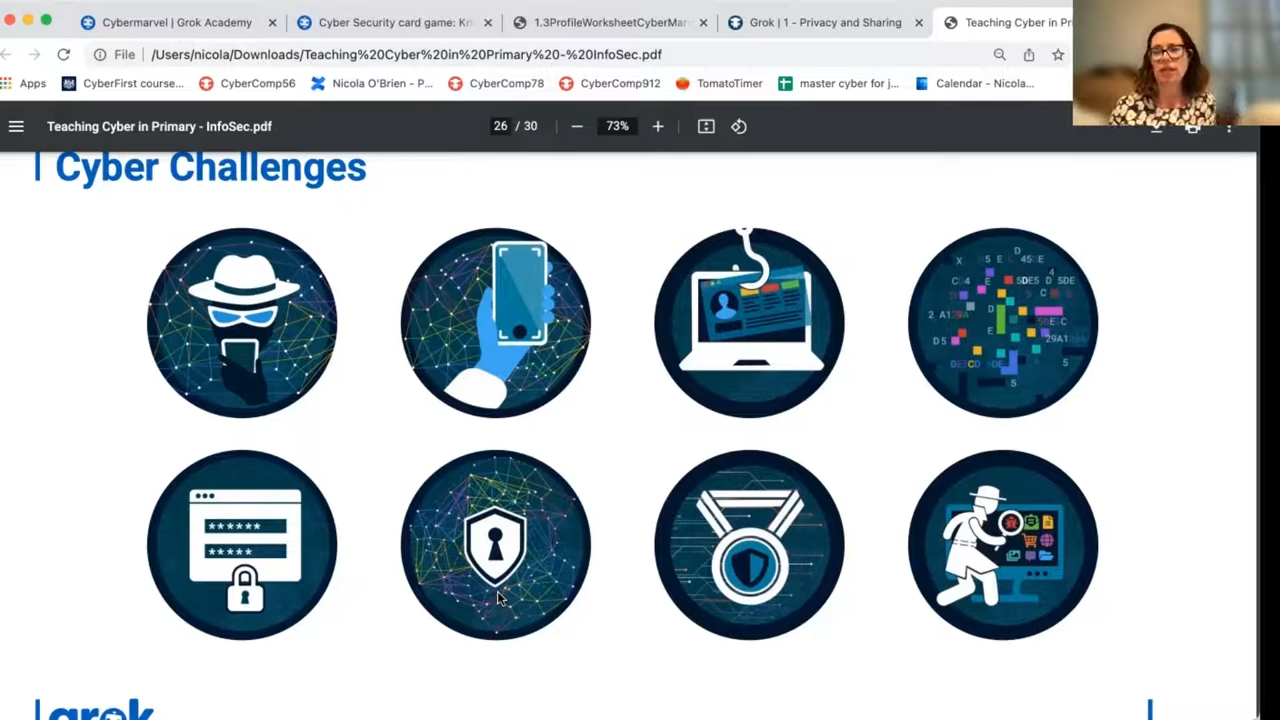 Cybermarvel | Grok Academy
Cyber Security card game: Kn
1.3ProfileWorksheetCyberMar
Grok | 1 - Privacy and Sharing
Teaching Cyber in Pr
File
/Users/nicola/Downloads/Teaching%20Cyber%20in%20Primary%20-%20InfoSec.pdf
Apps
CyberFirst course...
CyberComp56
Nicola O'Brien - P...
CyberComp78
CyberComp912
TomatoTimer
master cyber for j...
Calendar - Nicola...
Teaching Cyber in Primary - InfoSec.pdf
26 / 30
73%
Cyber Challenges
grok